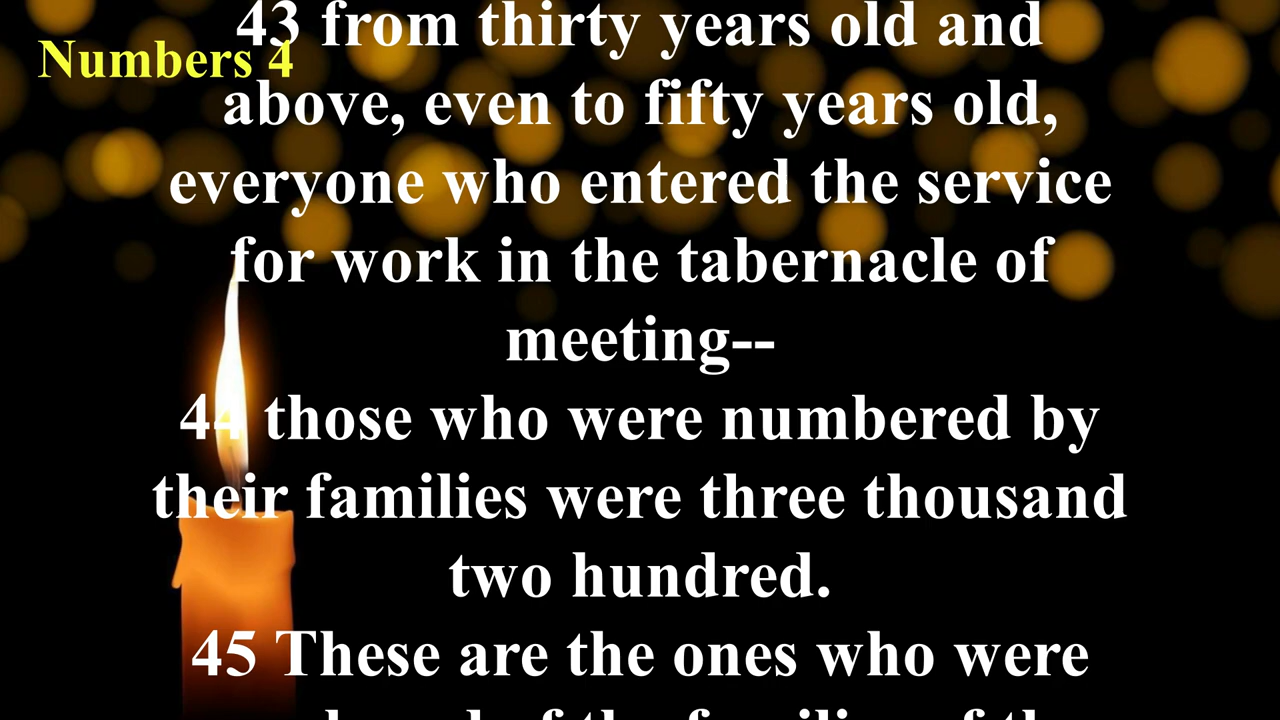 Numbers 4
43 from thirty years old and
above, even to fifty years old,
everyone who entered the service
for work in the tabernacle of
meeting--
44 those who were numbered by
their families were three thousand
two hundred.
45 These are the ones who were